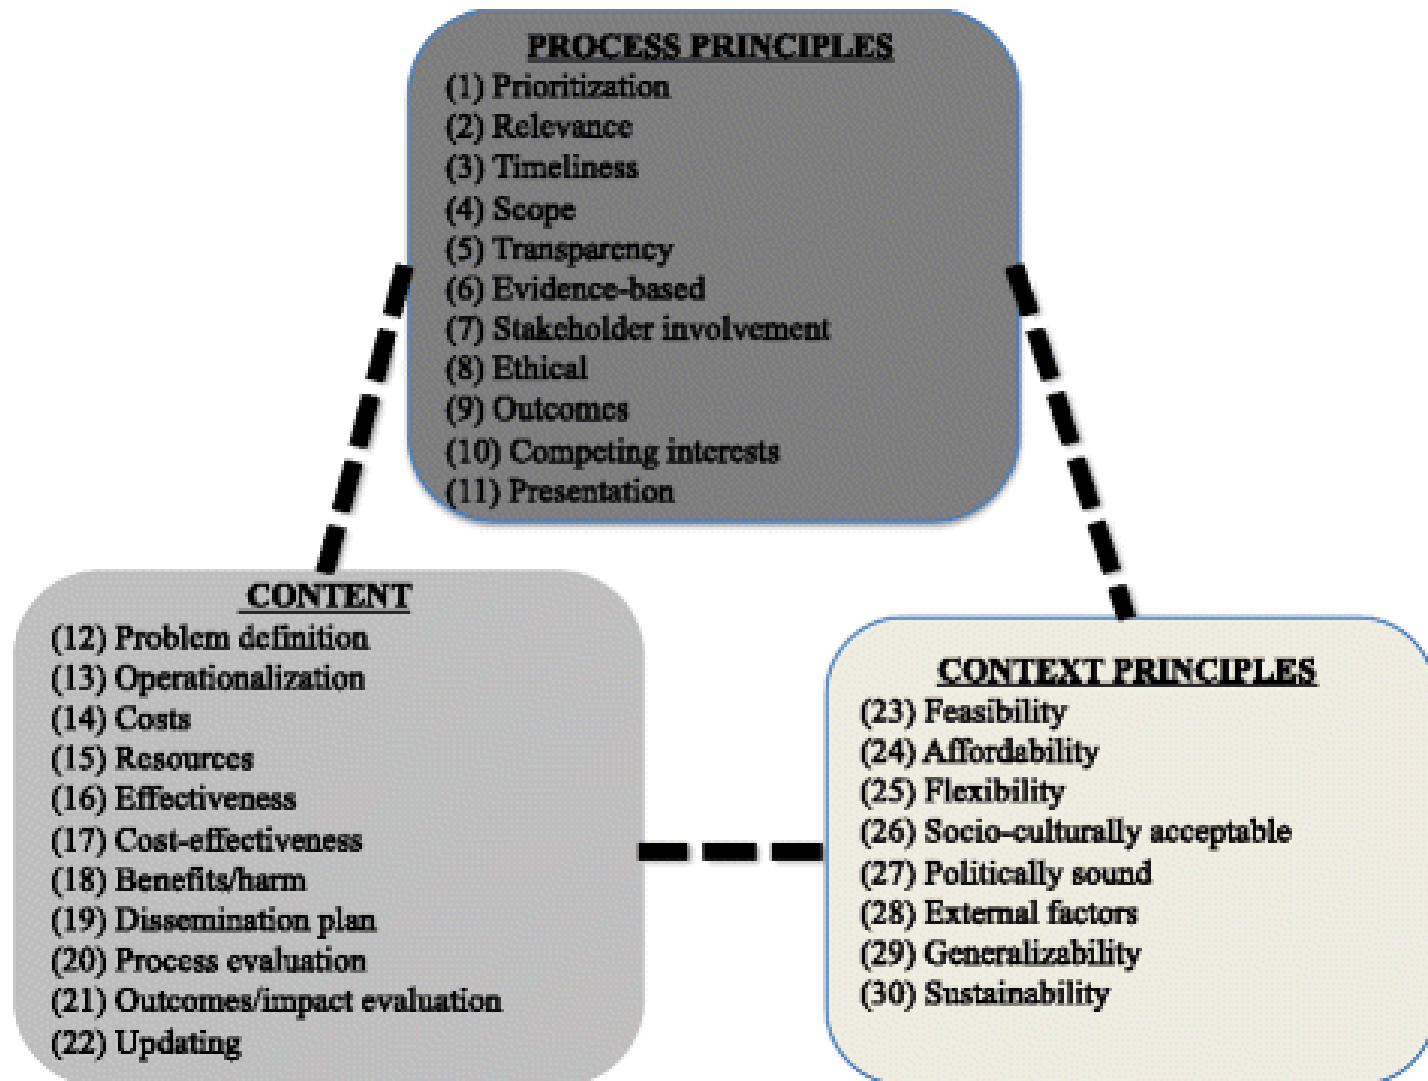 PROCESS PRINCIPLES
(1) Prioritization
(2) Relevance
(3) Timeliness
(4) Scope
(5) Transparency
(6) Evidence-based
(7) Stakeholder involvement
(8) Ethical
(9) Outcomes
(10) Competing interests
(11) Presentation
CONTENT
(12) Problem definition
(13) Operationalization
(14) Costs
(15) Resources
(16) Effectiveness
(17) Cost-effectiveness
(18) Benefits/harm
(19) Dissemination plan
(20) Process evaluation
(21) Outcomes/impact evaluation
(22) Updating
CONTEXT PRINCIPLES
(23) Feasibility
(24) Affordability
(25) Flexibility
(26) Socio-culturally acceptable
(27) Politically sound
(28) External factors
(29) Generalizability
(30) Sustainability